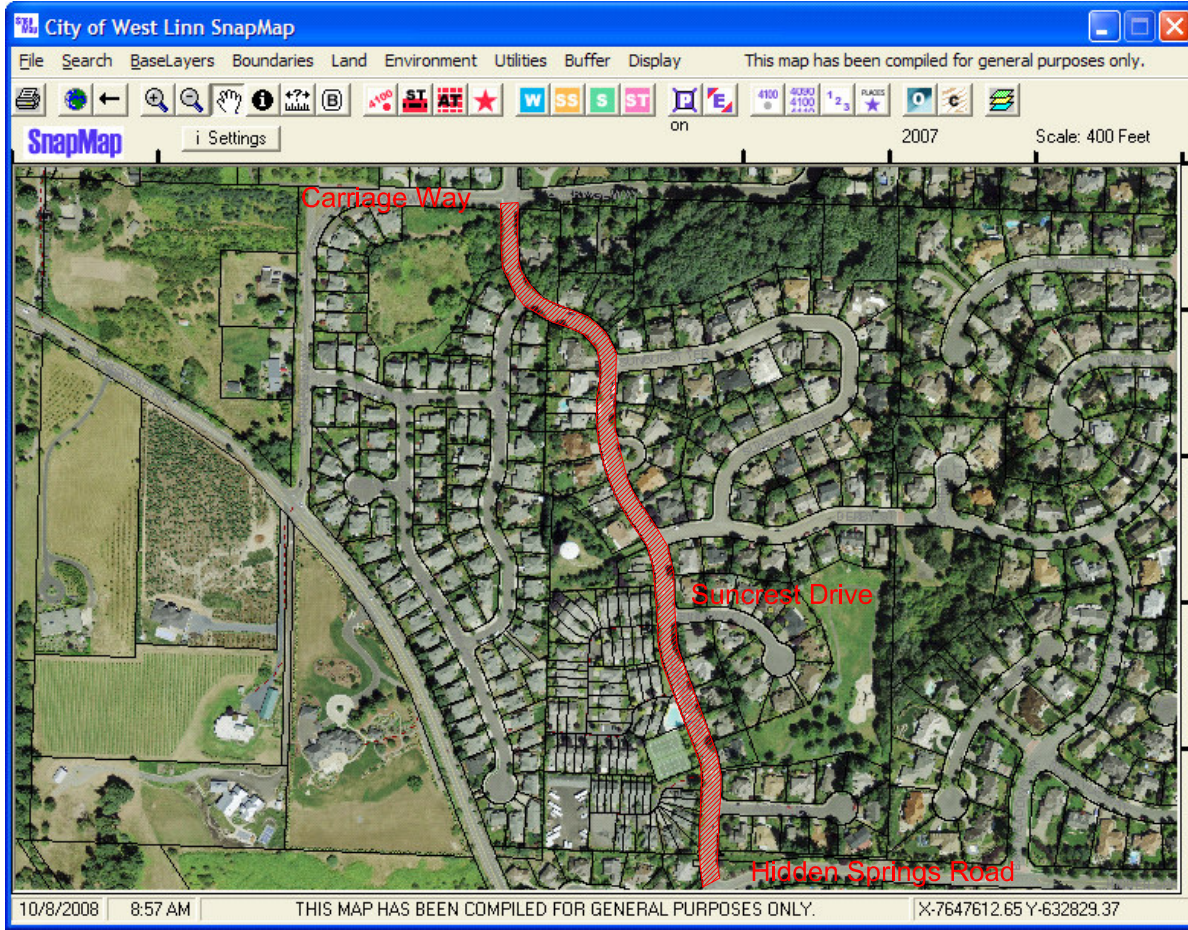 City of West Linn SnapMap
File Search BaseLayers Boundaries Land Environment Utilities Buffer Display This map has been compiled for general purposes only.
4100 ST AT W SS S ST P E 4100 4090 4100 1 2 3 PLACES O C
on
SnapMap i Settings 2007 Scale: 400 Feet
Carriage Way
Suncrest Drive
Hidden Springs Road
10/8/2008 8:57 AM THIS MAP HAS BEEN COMPILED FOR GENERAL PURPOSES ONLY. X-7647612.65 Y-632829.37